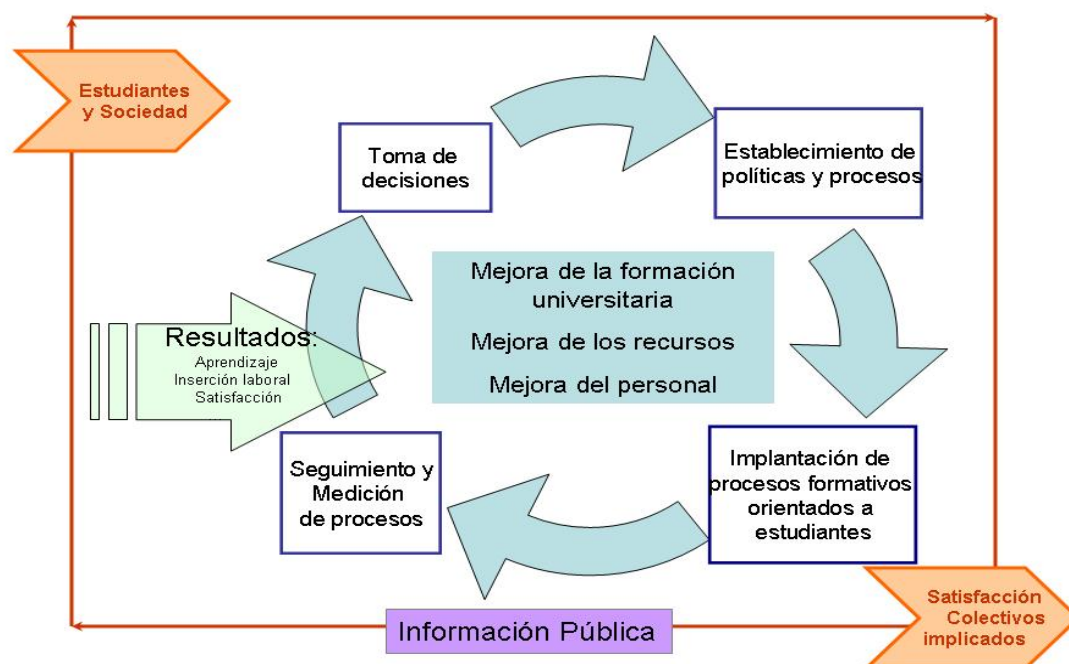 Estudiantes
y Sociedad
Toma de
decisiones
Establecimiento de
políticas y procesos
Mejora de la formación
universitaria
Mejora de los recursos
Mejora del personal
Resultados:
Aprendizaje
Inserción laboral
Satisfacción
...
Seguimiento y
Medición
de procesos
Implantación de
procesos formativos
orientados a
estudiantes
Información Pública
Satisfacción
Colectivos
implicados